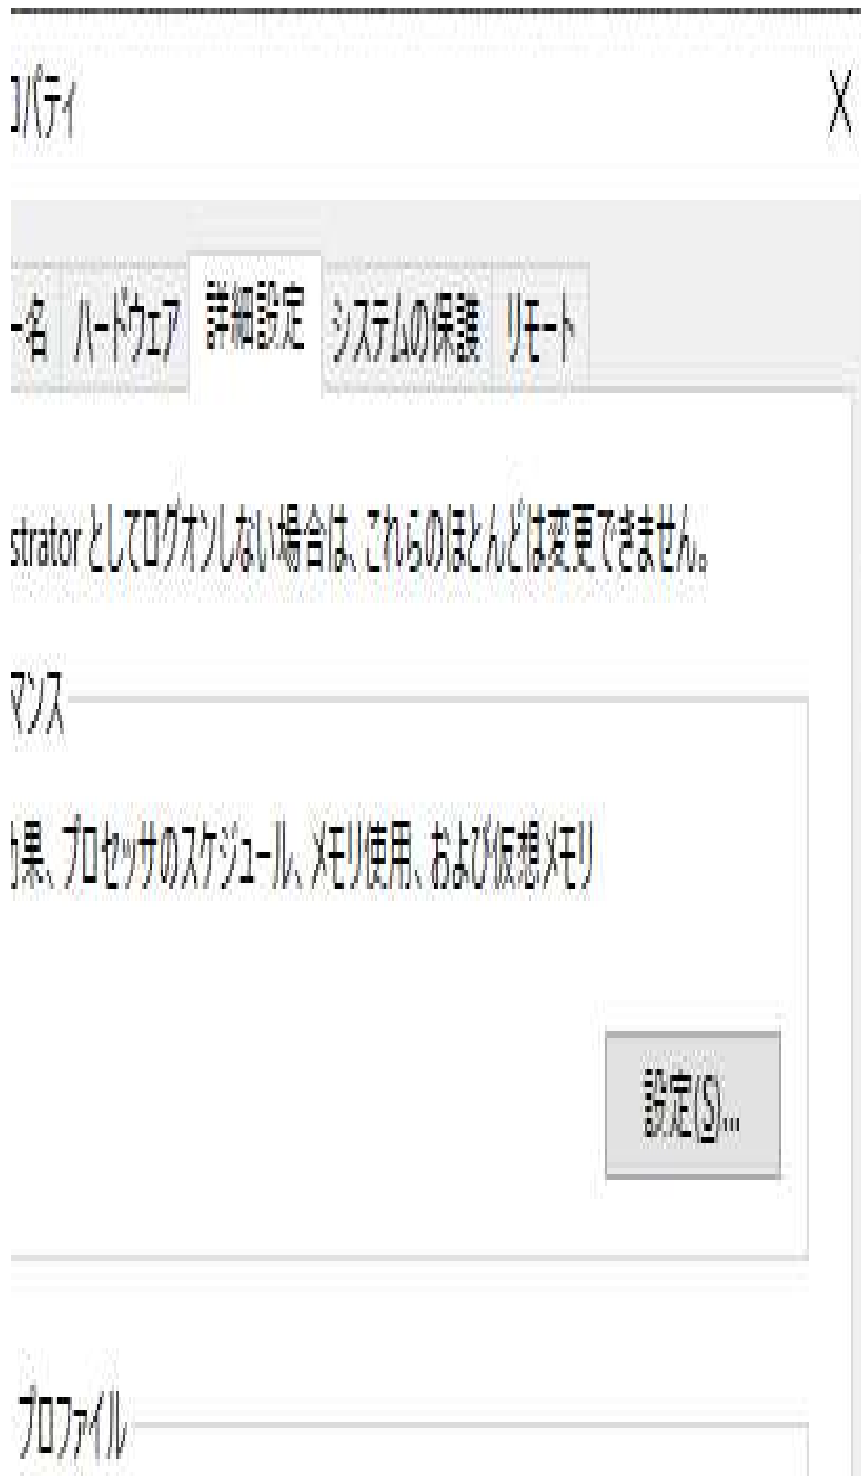 ロパティ
ー名 ハードウェア 詳細設定 システムの保護 リモート
strator としてログオンしない場合は、これらのほとんどは変更できません。
マンス
効果、プロセッサのスケジュール、メモリ使用、および仮想メモリ
設定(S)...
プロファイル